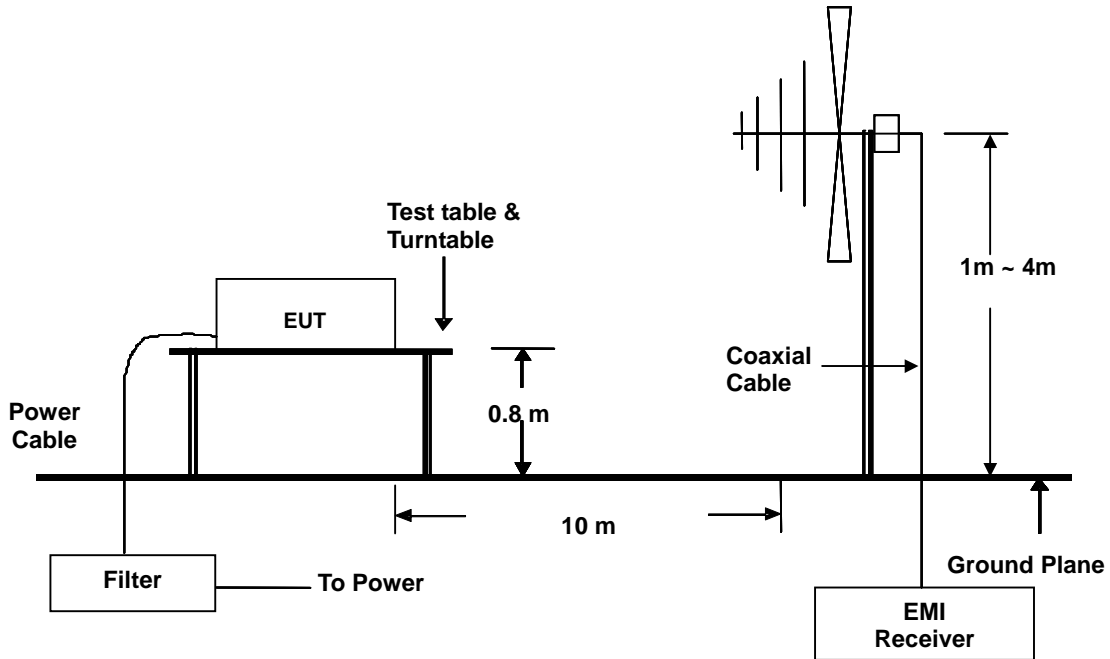 Test table &
Turntable
1m ~ 4m
EUT
Coaxial
Cable
0.8 m
Power
Cable
10 m
Ground Plane
Filter
To Power
EMI
Receiver